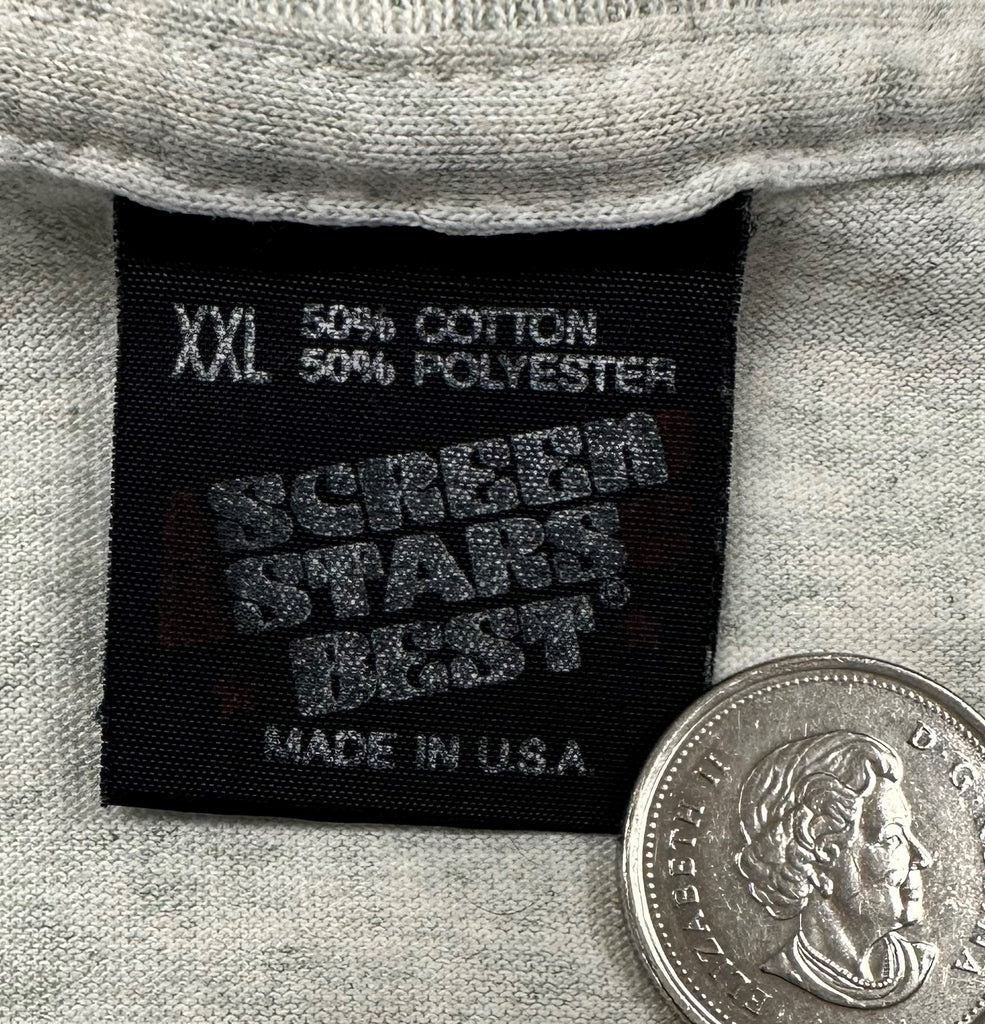 XXL 50% COTTON
50% POLYESTER
SCREEN
STARS
BEST®
MADE IN U.S.A
ELIZABETH II D·G·